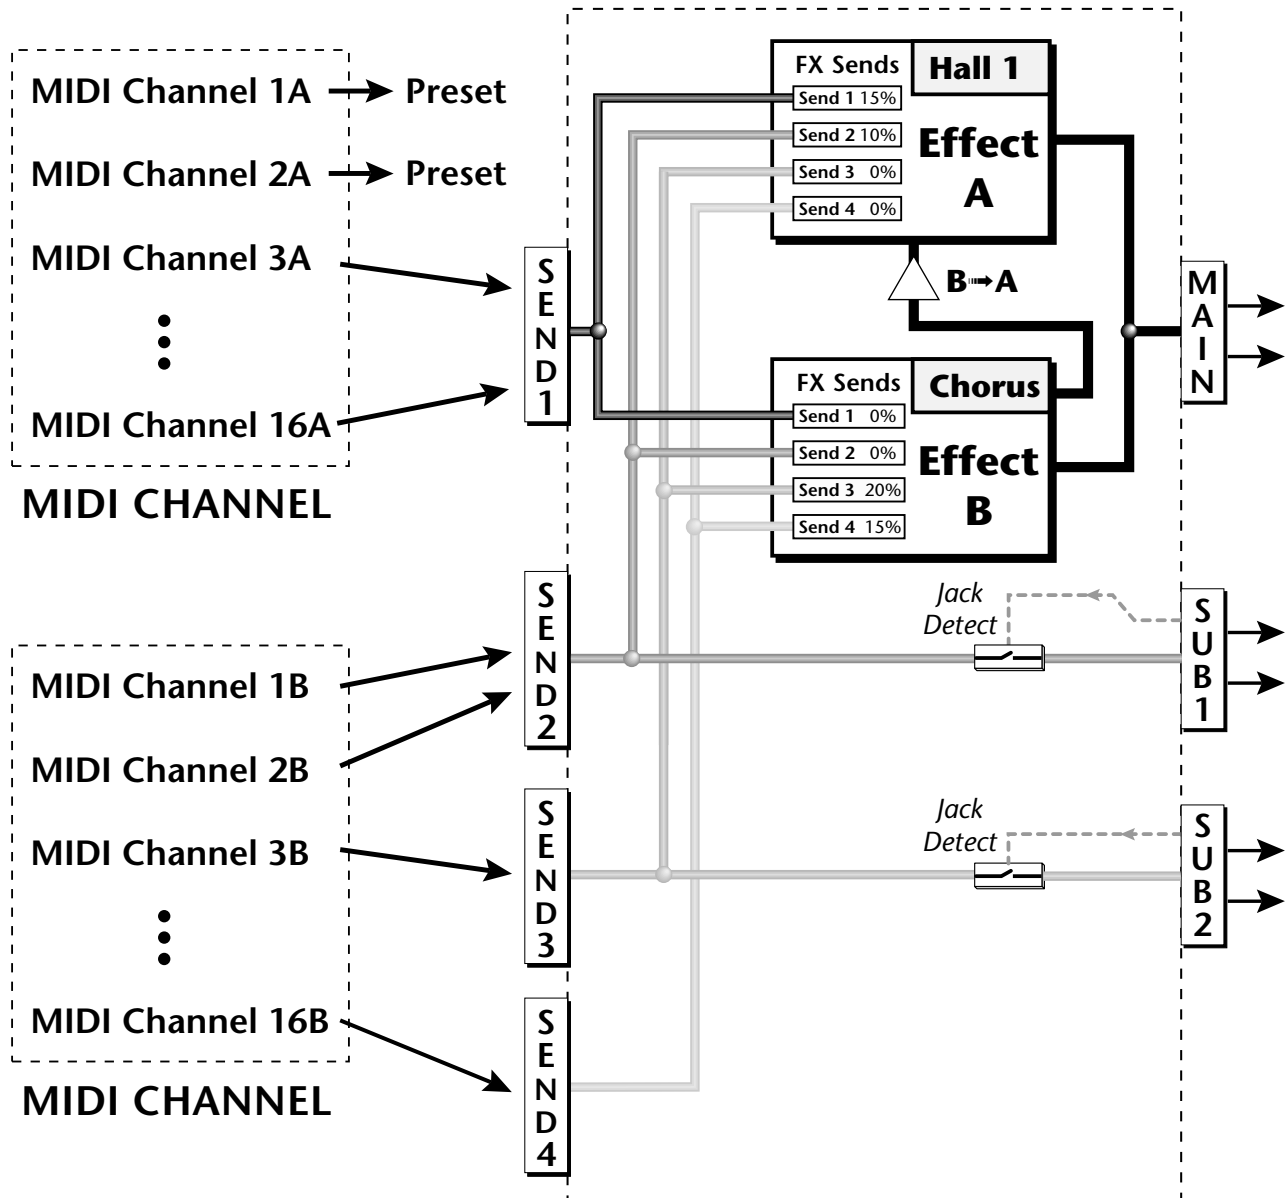 MIDI Channel 1A
Preset
MIDI Channel 2A
Preset
MIDI Channel 3A
MIDI Channel 16A
MIDI CHANNEL
MIDI Channel 1B
MIDI Channel 2B
MIDI Channel 3B
MIDI Channel 16B
MIDI CHANNEL
SEND1
SEND2
SEND3
SEND4
FX Sends
Hall 1
Send 1 15%
Send 2 10%
Send 3 0%
Send 4 0%
Effect
A
B➟A
FX Sends
Chorus
Send 1 0%
Send 2 0%
Send 3 20%
Send 4 15%
Effect
B
Jack
Detect
Jack
Detect
MAIN
SUB1
SUB2